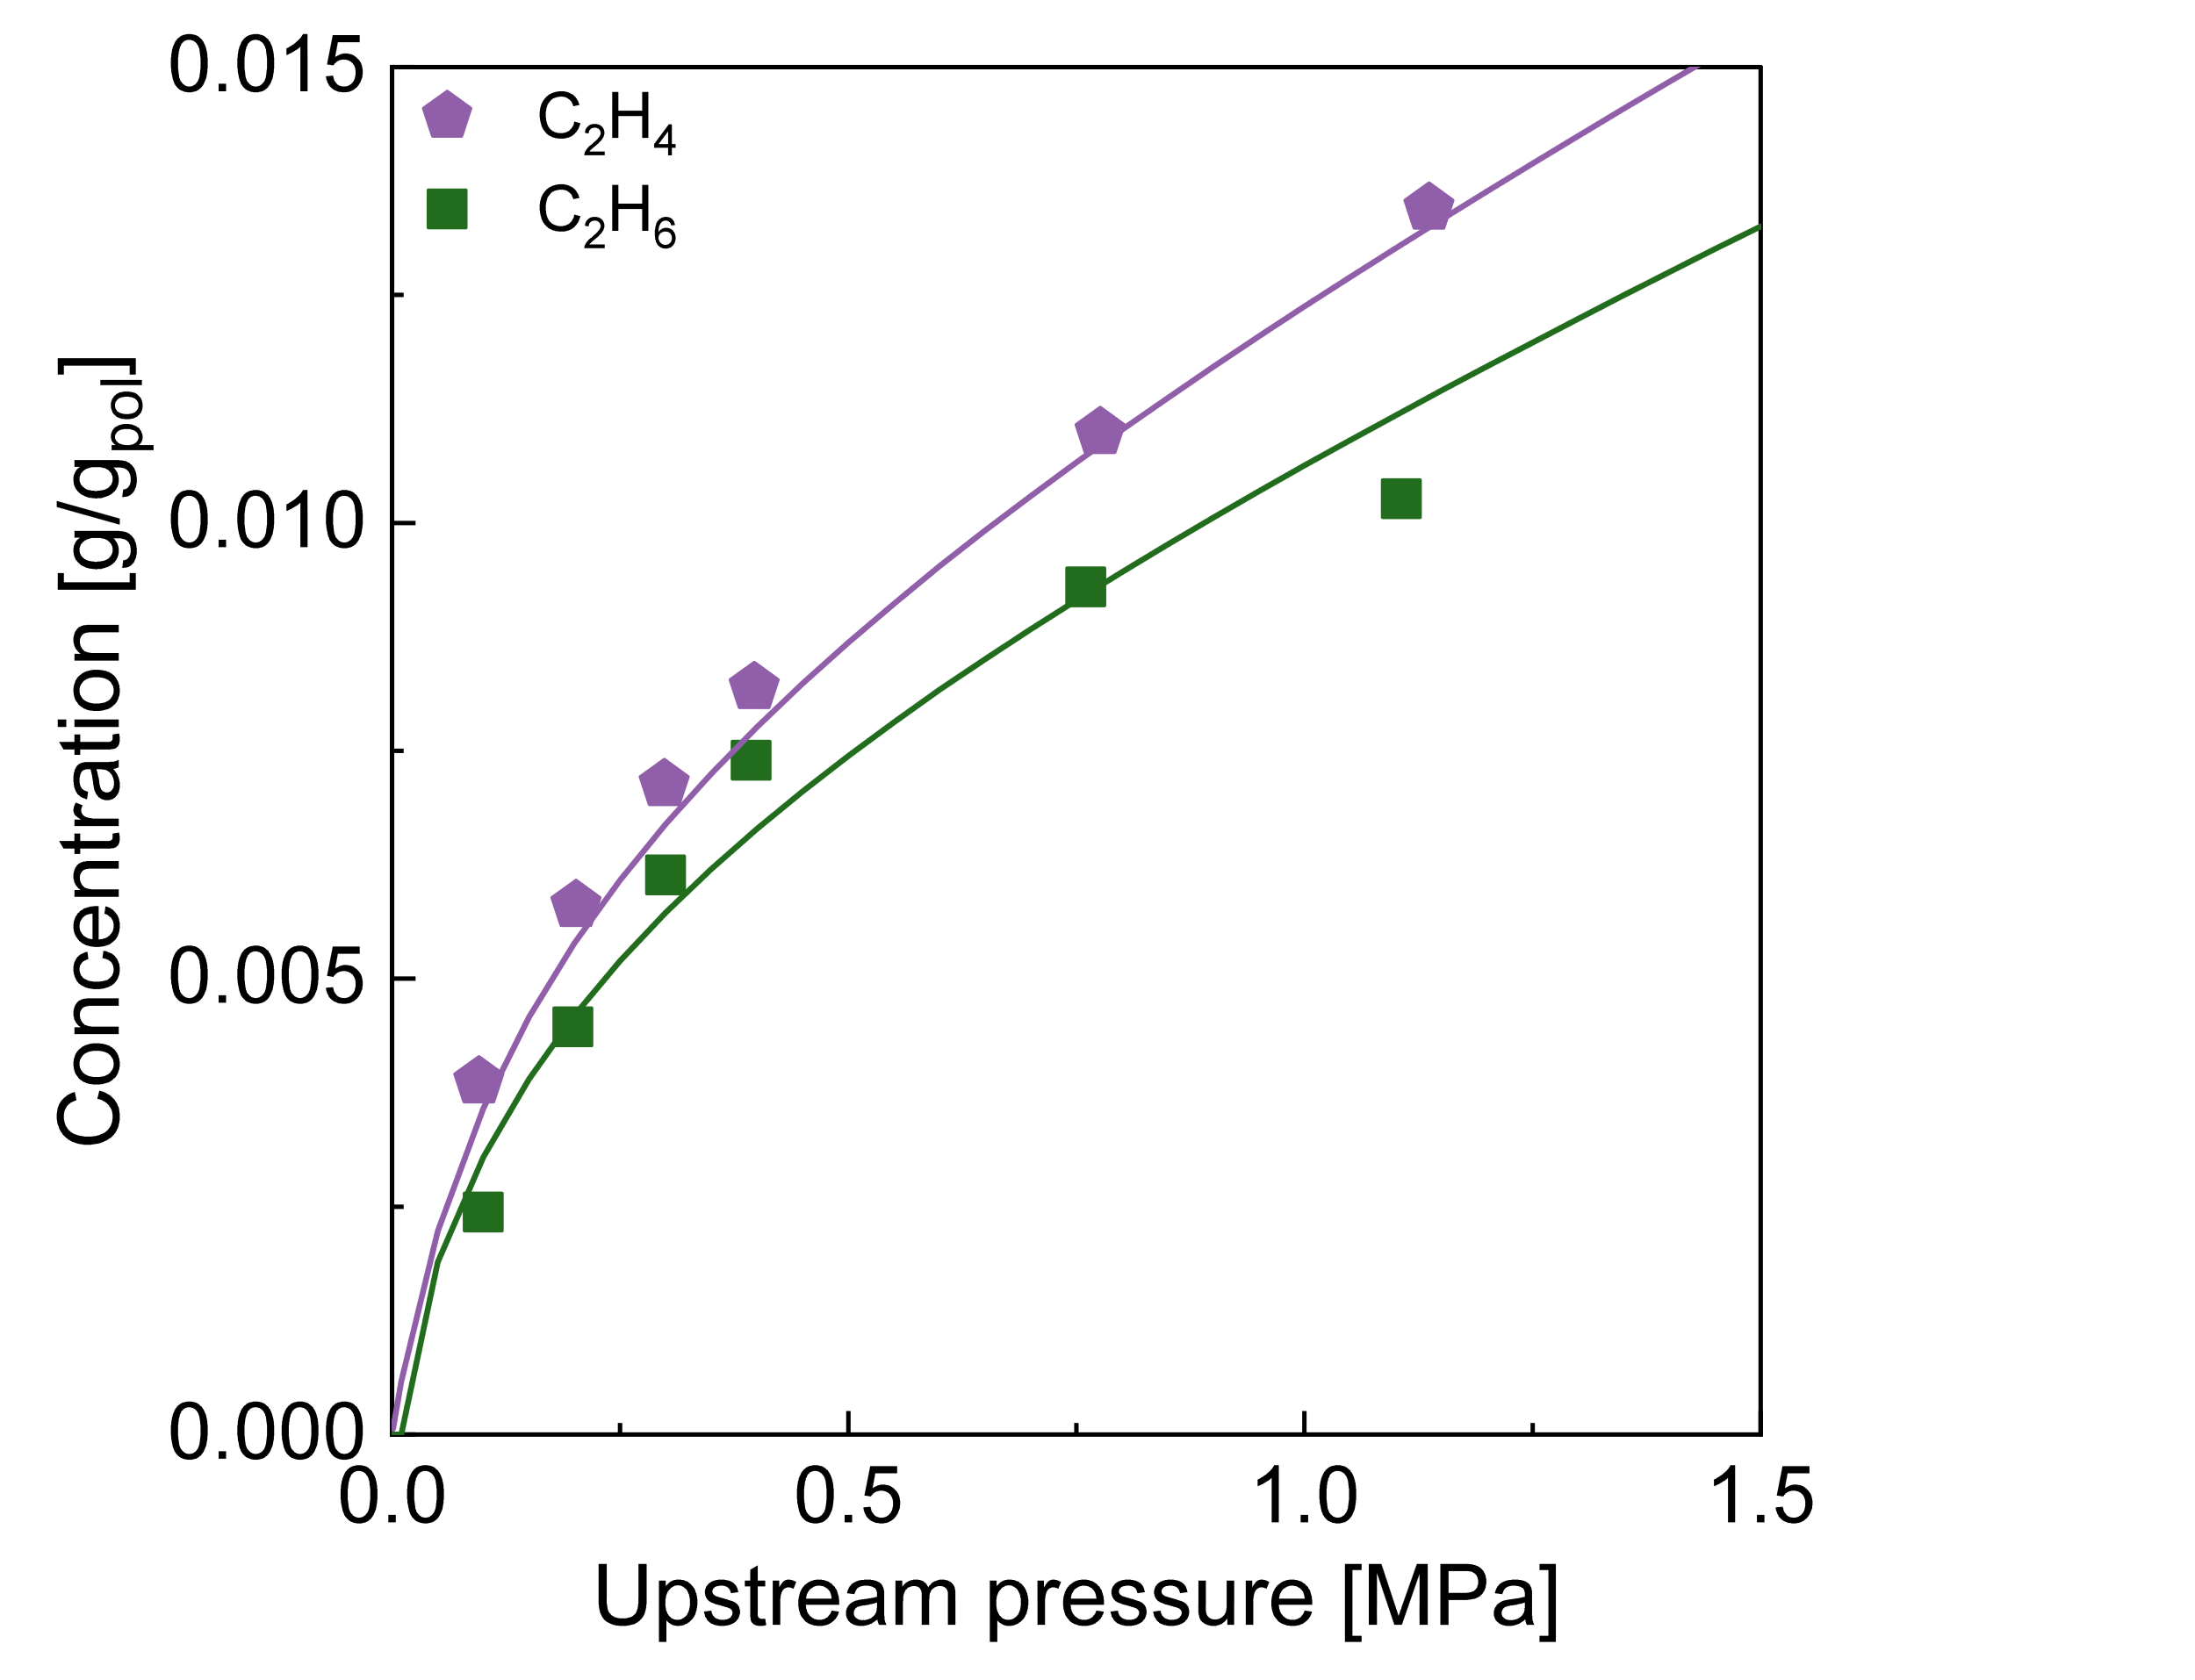 0.015
C₂H₄
C₂H₆
0.010
0.005
0.000
0.0 0.5 1.0 1.5
Concentration [g/gₚₒₗ]
Upstream pressure [MPa]